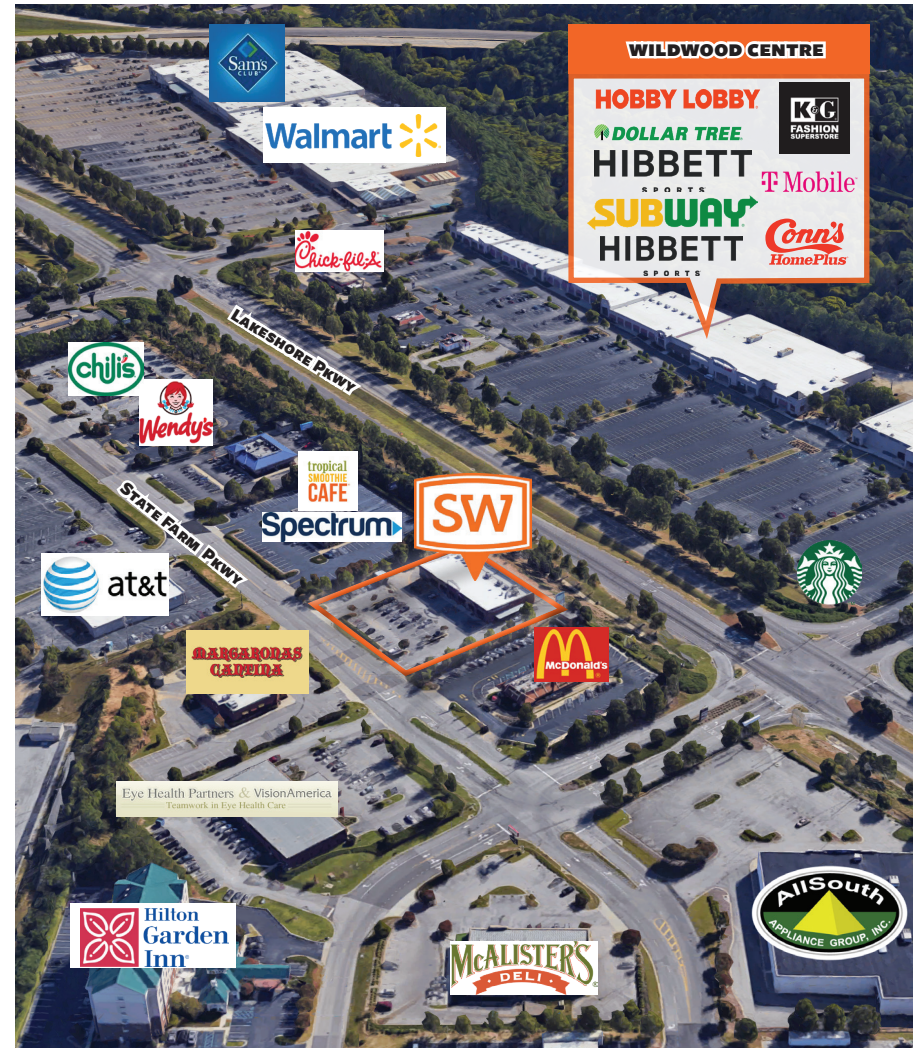 Sam's
CLUB
Walmart
WILDWOOD CENTRE
HOBBY LOBBY
K&G
FASHION
SUPERSTORE
DOLLAR TREE
HIBBETT
SPORTS
T Mobile
SUBWAY
HIBBETT
SPORTS
Conn's
HomePlus
Chick-fil-A
LAKESHORE PKWY
chili's
Wendy's
tropical
SMOOTHIE
CAFE
SW
Spectrum
STATE FARM PKWY
at&t
MARGARONAS
CANTINA
McDonald's
Eye Health Partners & VisionAmerica
Teamwork in Eye Health Care
AllSouth
APPLIANCE GROUP, INC.
Hilton
Garden
Inn
McALISTER'S
DELI